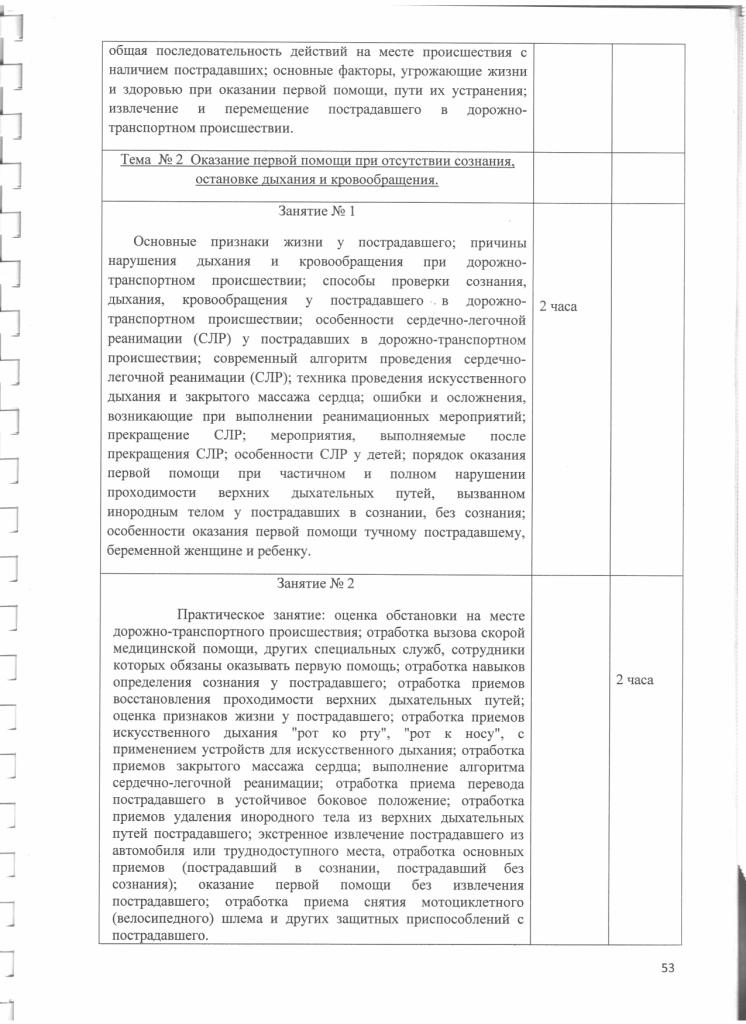 общая последовательность действий на месте происшествия с
наличием пострадавших; основные факторы, угрожающие жизни
и здоровью при оказании первой помощи, пути их устранения;
извлечение и перемещение пострадавшего в дорожно-
транспортном происшествии.
Тема № 2 Оказание первой помощи при отсутствии сознания,
остановке дыхания и кровообращения.
Занятие № 1
Основные признаки жизни у пострадавшего; причины
нарушения дыхания и кровообращения при дорожно-
транспортном происшествии; способы проверки сознания,
дыхания, кровообращения у пострадавшего в дорожно-
транспортном происшествии; особенности сердечно-легочной
реанимации (СЛР) у пострадавших в дорожно-транспортном
происшествии; современный алгоритм проведения сердечно-
легочной реанимации (СЛР); техника проведения искусственного
дыхания и закрытого массажа сердца; ошибки и осложнения,
возникающие при выполнении реанимационных мероприятий;
прекращение СЛР; мероприятия, выполняемые после
прекращения СЛР; особенности СЛР у детей; порядок оказания
первой помощи при частичном и полном нарушении
проходимости верхних дыхательных путей, вызванном
инородным телом у пострадавших в сознании, без сознания;
особенности оказания первой помощи тучному пострадавшему,
беременной женщине и ребенку.
2 часа
Занятие № 2
Практическое занятие: оценка обстановки на месте
дорожно-транспортного происшествия; отработка вызова скорой
медицинской помощи, других специальных служб, сотрудники
которых обязаны оказывать первую помощь; отработка навыков
определения сознания у пострадавшего; отработка приемов
восстановления проходимости верхних дыхательных путей;
оценка признаков жизни у пострадавшего; отработка приемов
искусственного дыхания "рот ко рту", "рот к носу", с
применением устройств для искусственного дыхания; отработка
приемов закрытого массажа сердца; выполнение алгоритма
сердечно-легочной реанимации; отработка приема перевода
пострадавшего в устойчивое боковое положение; отработка
приемов удаления инородного тела из верхних дыхательных
путей пострадавшего; экстренное извлечение пострадавшего из
автомобиля или труднодоступного места, отработка основных
приемов (пострадавший в сознании, пострадавший без
сознания); оказание первой помощи без извлечения
пострадавшего; отработка приема снятия мотоциклетного
(велосипедного) шлема и других защитных приспособлений с
пострадавшего.
2 часа
53